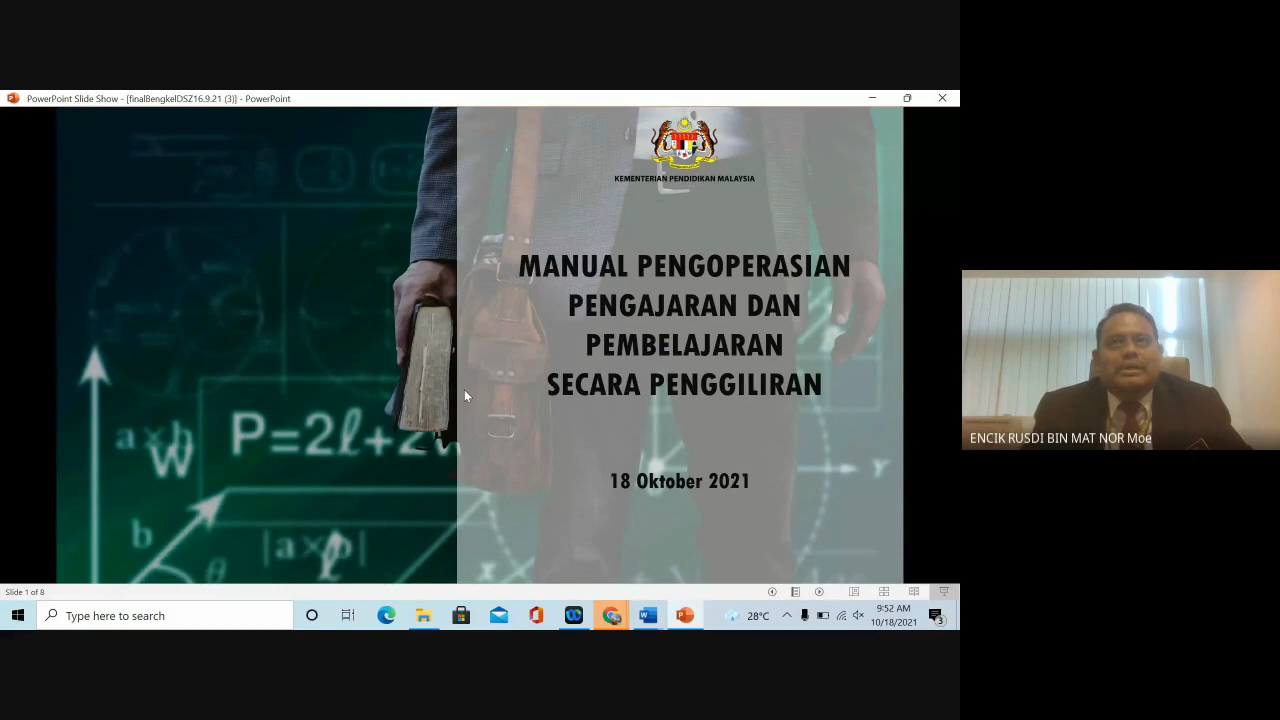 PowerPoint Slide Show - [finalBengkelDSZ16.9.21 (3)] - PowerPoint
KEMENTERIAN PENDIDIKAN MALAYSIA
MANUAL PENGOPERASIAN
PENGAJARAN DAN
PEMBELAJARAN
SECARA PENGGILIRAN
18 Oktober 2021
a×b
W
P=2ℓ+2w
b
|a×b|
θ
Y
X
ENCIK RUSDI BIN MAT NOR Moe
Slide 1 of 8
Type here to search
28°C
9:52 AM
10/18/2021
3